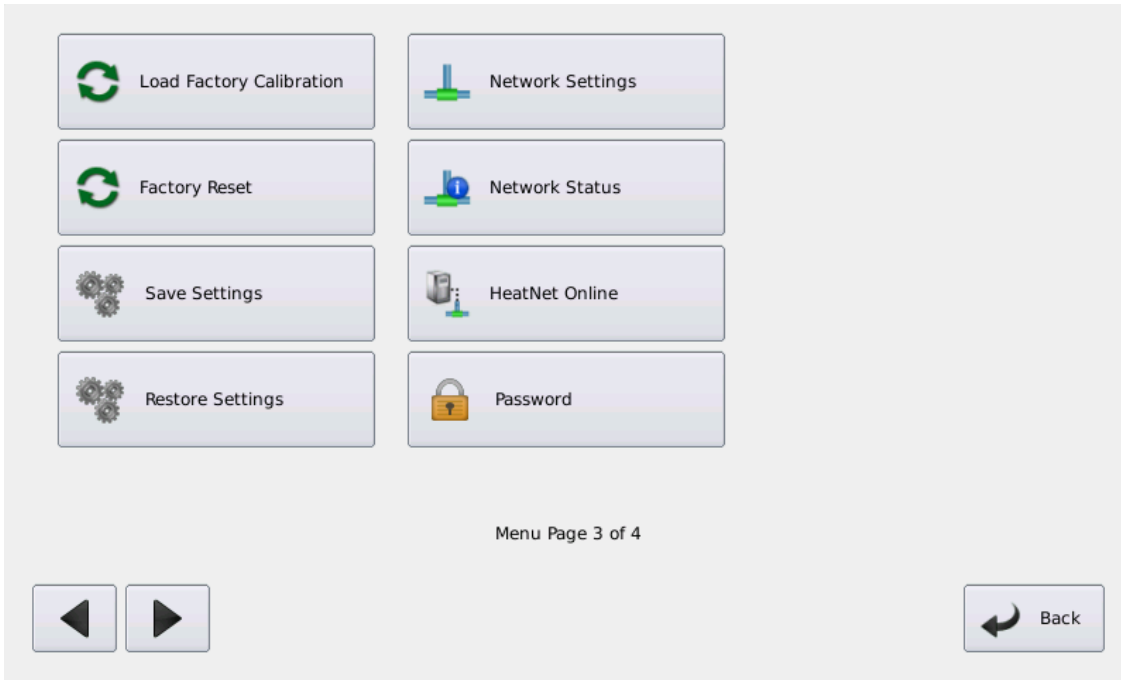 Load Factory Calibration
Network Settings
Factory Reset
Network Status
Save Settings
HeatNet Online
Restore Settings
Password
Menu Page 3 of 4
Back